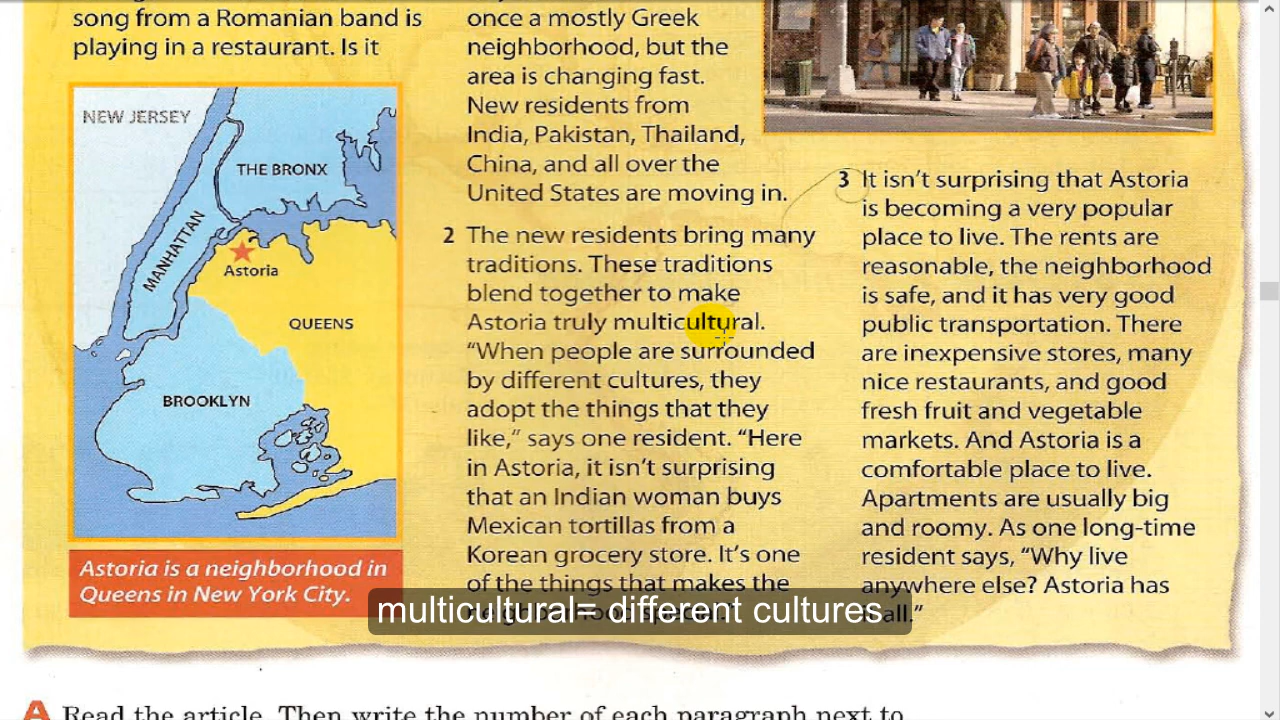 song from a Romanian band is
playing in a restaurant. Is it
NEW JERSEY
THE BRONX
MANHATTAN
Astoria
QUEENS
BROOKLYN
Astoria is a neighborhood in
Queens in New York City.
once a mostly Greek
neighborhood, but the
area is changing fast.
New residents from
India, Pakistan, Thailand,
China, and all over the
United States are moving in.
2 The new residents bring many
traditions. These traditions
blend together to make
Astoria truly multicultural.
“When people are surrounded
by different cultures, they
adopt the things that they
like,” says one resident. “Here
in Astoria, it isn’t surprising
that an Indian woman buys
Mexican tortillas from a
Korean grocery store. It’s one
of the things that makes the
3 It isn’t surprising that Astoria
is becoming a very popular
place to live. The rents are
reasonable, the neighborhood
is safe, and it has very good
public transportation. There
are inexpensive stores, many
nice restaurants, and good
fresh fruit and vegetable
markets. And Astoria is a
comfortable place to live.
Apartments are usually big
and roomy. As one long-time
resident says, “Why live
anywhere else? Astoria has
all.”
multicultural= different cultures
A Read the article. Then write the number of each paragraph next to